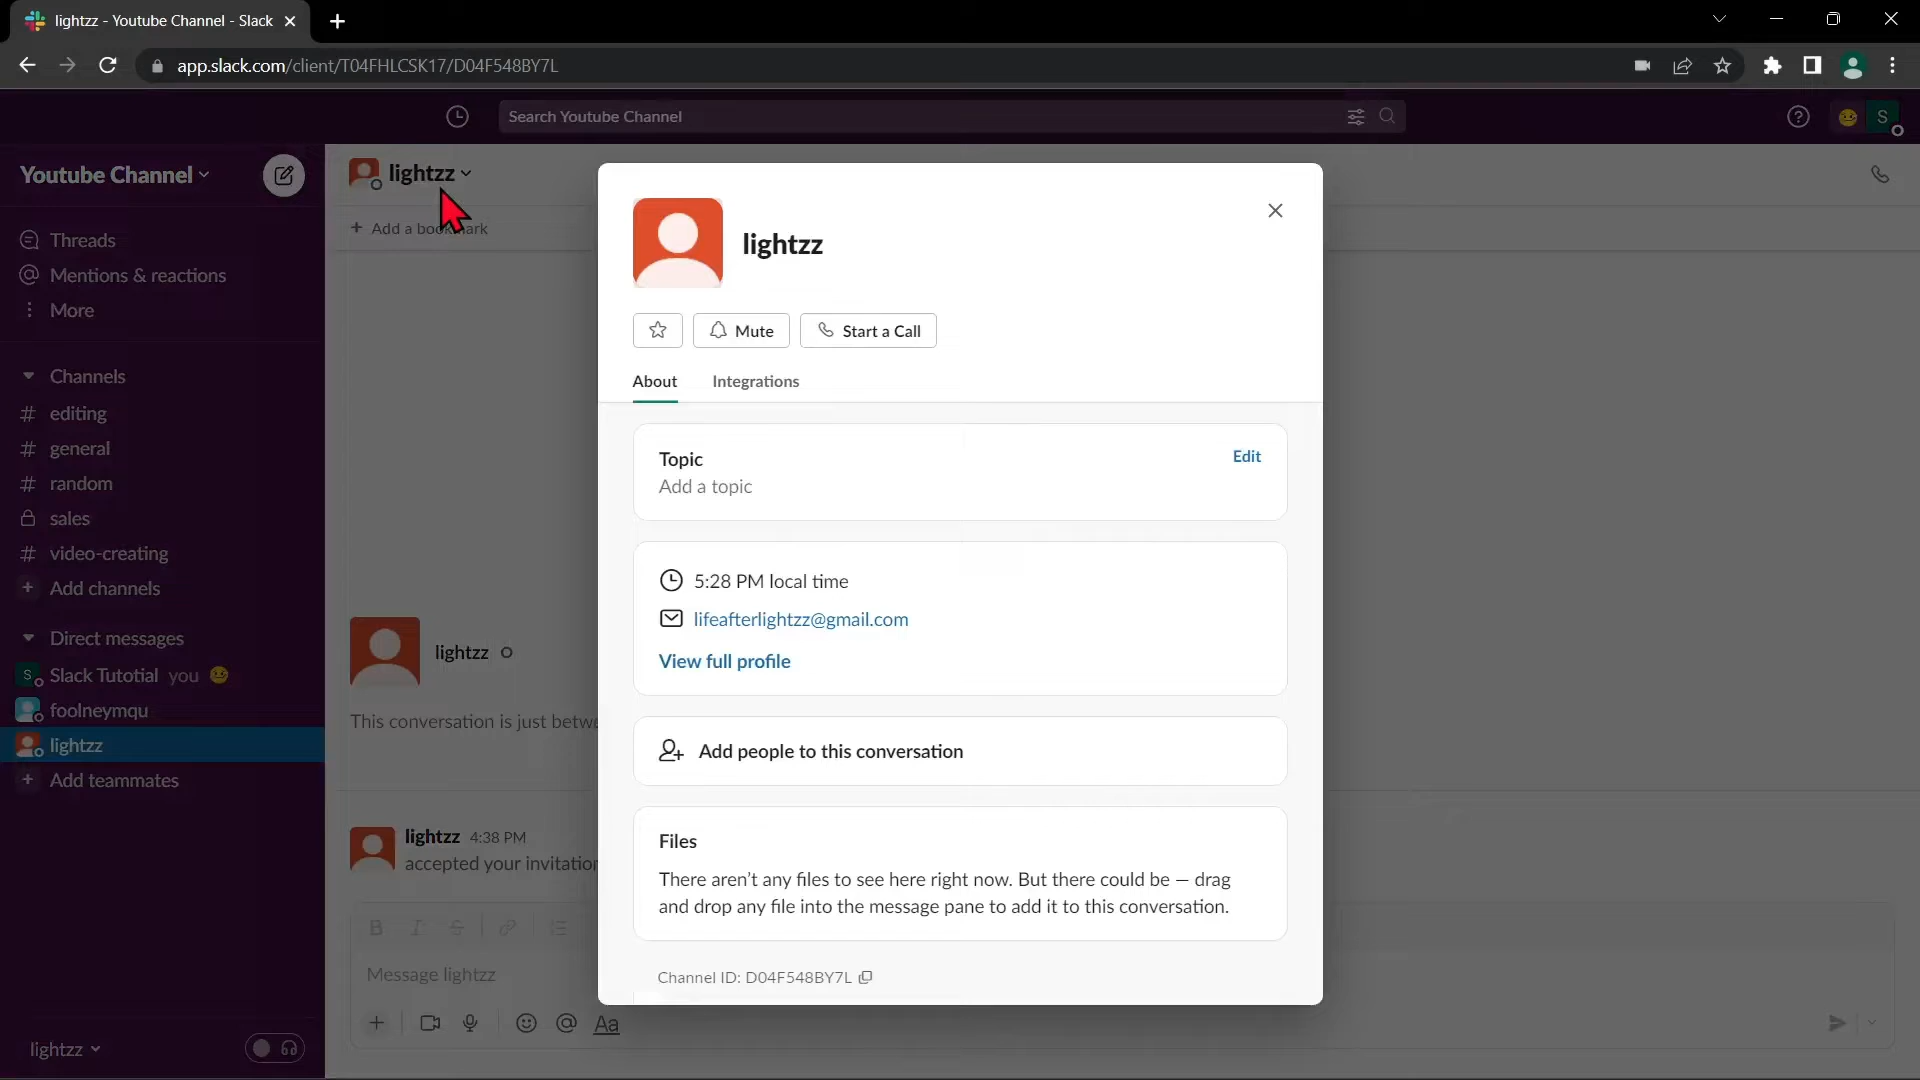 lightzz - Youtube Channel - Slack
app.slack.com/client/T04FHLCSK17/D04F548BY7L
Search Youtube Channel
S
Youtube Channel
Threads
Mentions & reactions
More
Channels
# editing
# general
# random
sales
# video-creating
+ Add channels
Direct messages
S Slack Tutotial you
foolneymqu
lightzz
+ Add teammates
lightzz
lightzz
+ Add a bookmark
lightzz
This conversation is just betw
lightzz 4:38 PM
accepted your invitation
B I S
Message lightzz
Aa
lightzz
Mute
Start a Call
About
Integrations
Topic
Edit
Add a topic
5:28 PM local time
lifeafterlightzz@gmail.com
View full profile
Add people to this conversation
Files
There aren't any files to see here right now. But there could be — drag
and drop any file into the message pane to add it to this conversation.
Channel ID: D04F548BY7L